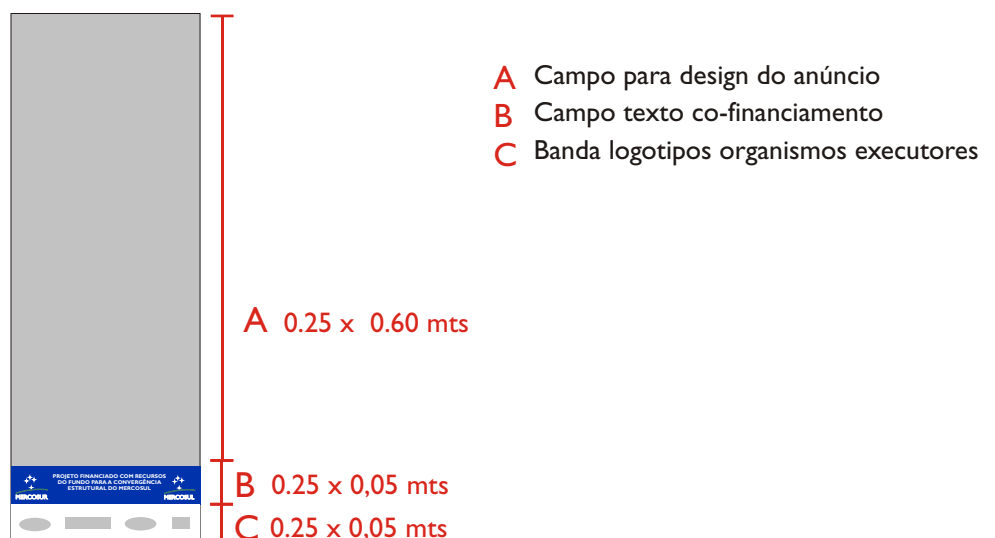 A Campo para design do anúncio
B Campo texto co-financiamento
C Banda logotipos organismos executores
A 0.25 x 0.60 mts
PROJETO FINANCIADO COM RECURSOS
DO FUNDO PARA A CONVERGÊNCIA
ESTRUTURAL DO MERCOSUL
MERCOSUR
MERCOSUL
B 0.25 x 0,05 mts
C 0.25 x 0,05 mts